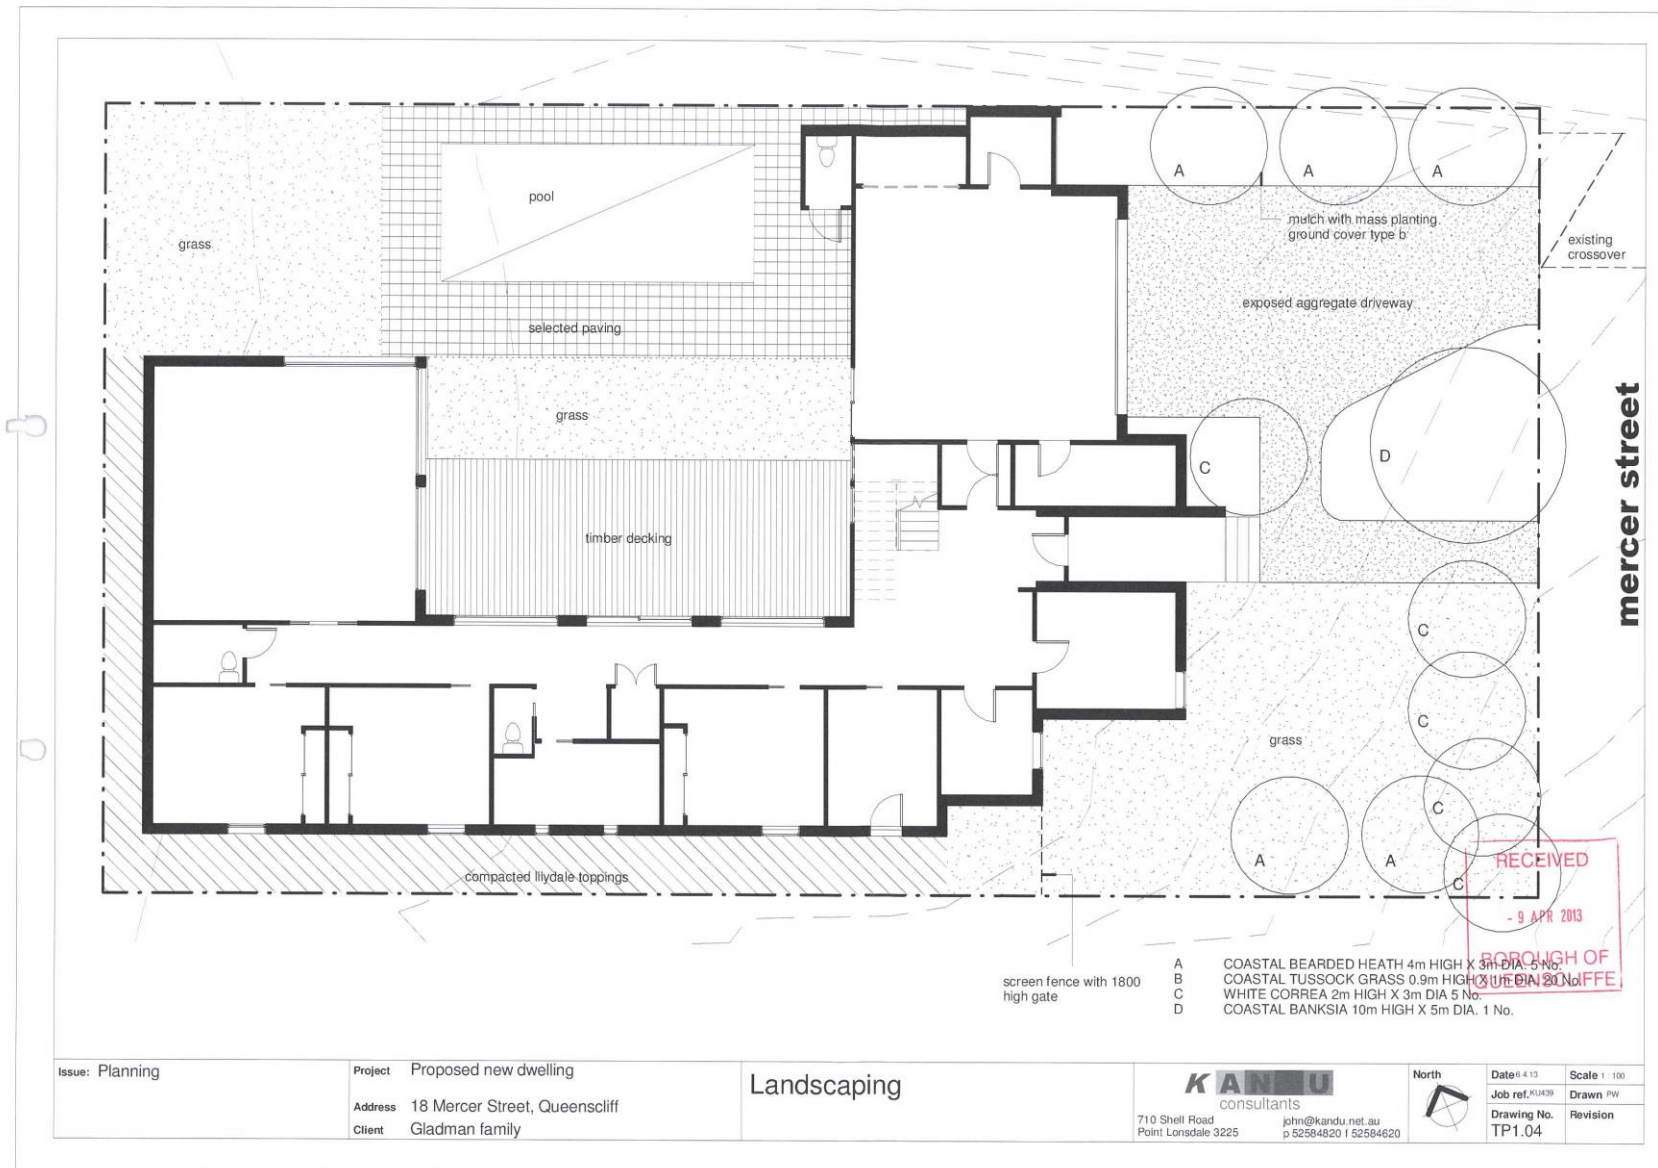 A
A
A
pool
grass
mulch with mass planting.
ground cover type b
existing
crossover
exposed aggregate driveway
selected paving
mercer street
grass
D
C
timber decking
C
C
grass
C
A
A
C
compacted lilydale toppings
RECEIVED
- 9 APR 2013
BOROUGH OF
QUEENSCLIFFE
screen fence with 1800
high gate
A COASTAL BEARDED HEATH 4m HIGH X 3m DIA. 5 No.
B COASTAL TUSSOCK GRASS 0.9m HIGH X 1m DIA. 20 No.
C WHITE CORREA 2m HIGH X 3m DIA 5 No.
D COASTAL BANKSIA 10m HIGH X 5m DIA. 1 No.
Issue: Planning
Project Proposed new dwelling
Address 18 Mercer Street, Queenscliff
Client Gladman family
Landscaping
KANDU
consultants
710 Shell Road
Point Lonsdale 3225
john@kandu.net.au
p 52584820 f 52584620
North
Date 6.4.13
Scale 1 : 100
Job ref. KU439
Drawn PW
Drawing No.
TP1.04
Revision